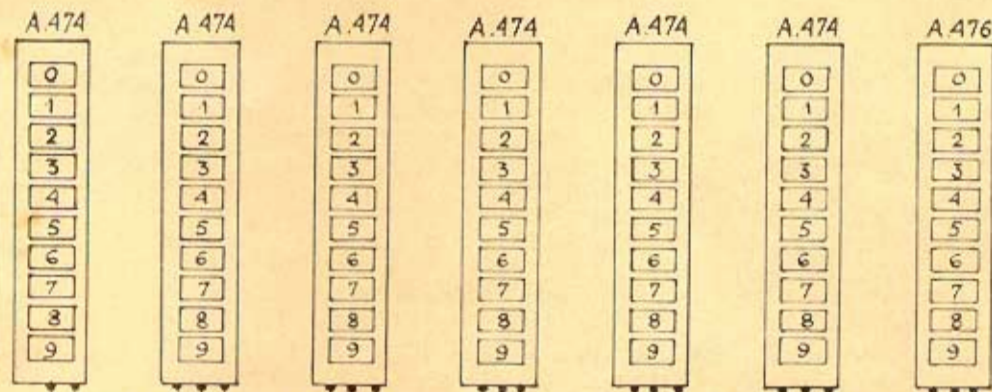 A.474 A.474 A.474 A.474 A.474 A.474 A.476
0 0 0 0 0 0 0
1 1 1 1 1 1 1
2 2 2 2 2 2 2
3 3 3 3 3 3 3
4 4 4 4 4 4 4
5 5 5 5 5 5 5
6 6 6 6 6 6 6
7 7 7 7 7 7 7
8 8 8 8 8 8 8
9 9 9 9 9 9 9